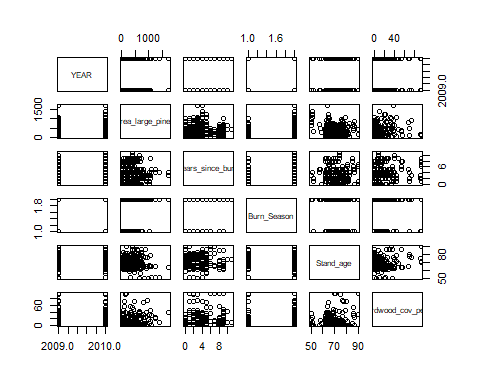 0 1000
1.0 1.6
0 40
YEAR
2009.0
0 1500
rea_large_pine
ears_since_bur
0 6
1.0 1.8
Burn_Season
Stand_age
50 80
0 60
rdwood_cov_pe
2009.0 2010.0
0 4 8
50 70 90